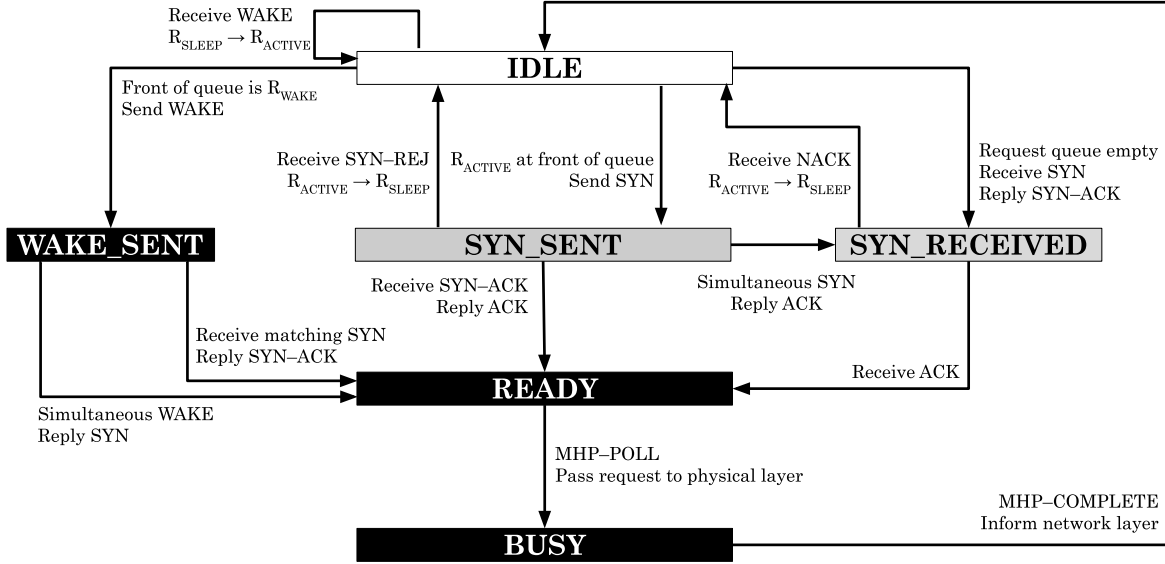 Receive WAKE
R_SLEEP → R_ACTIVE
IDLE
Front of queue is R_WAKE
Send WAKE
Receive SYN–REJ
R_ACTIVE → R_SLEEP
R_ACTIVE at front of queue
Send SYN
Receive NACK
R_ACTIVE → R_SLEEP
Request queue empty
Receive SYN
Reply SYN–ACK
WAKE_SENT
SYN_SENT
SYN_RECEIVED
Receive SYN–ACK
Reply ACK
Simultaneous SYN
Reply ACK
Receive matching SYN
Reply SYN–ACK
Simultaneous WAKE
Reply SYN
READY
Receive ACK
MHP–POLL
Pass request to physical layer
MHP–COMPLETE
Inform network layer
BUSY